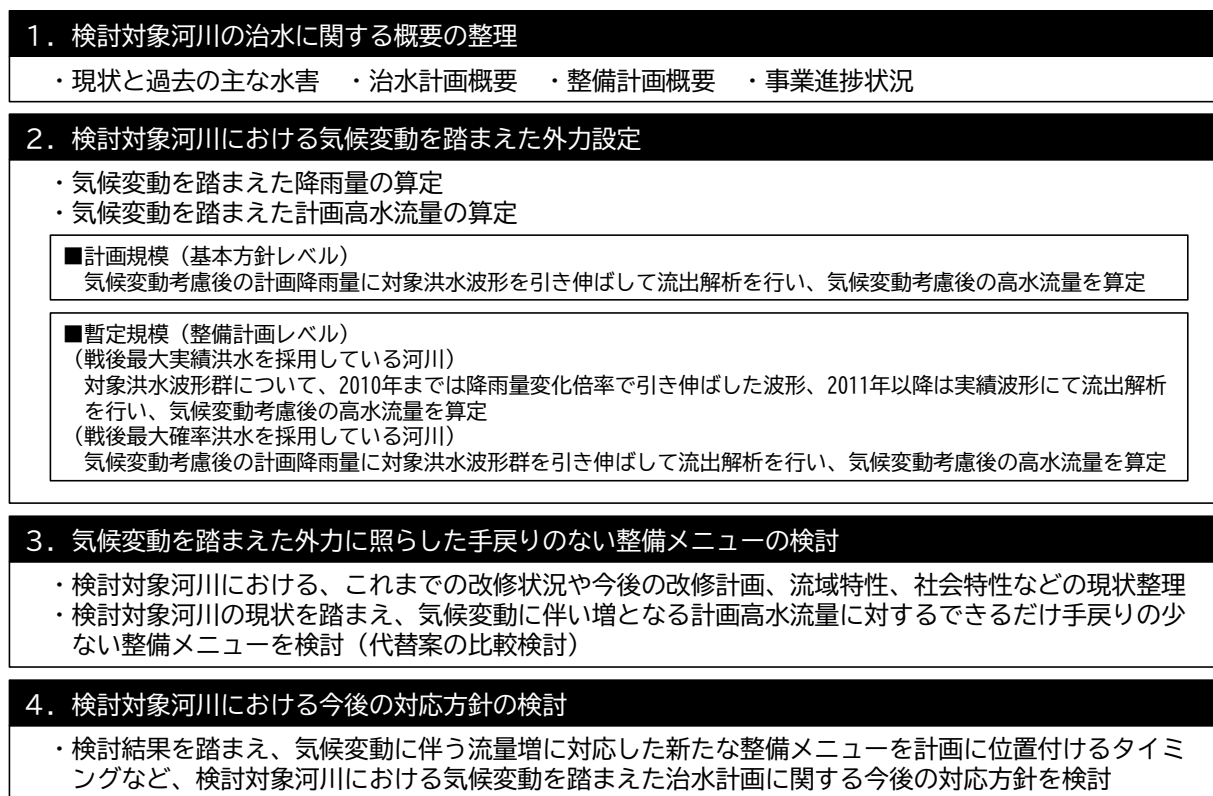 １．検討対象河川の治水に関する概要の整理
・現状と過去の主な水害　・治水計画概要　・整備計画概要　・事業進捗状況
２．検討対象河川における気候変動を踏まえた外力設定
・気候変動を踏まえた降雨量の算定
・気候変動を踏まえた計画高水流量の算定
■計画規模（基本方針レベル）
気候変動考慮後の計画降雨量に対象洪水波形を引き伸ばして流出解析を行い、気候変動考慮後の高水流量を算定
■暫定規模（整備計画レベル）
（戦後最大実績洪水を採用している河川）
対象洪水波形群について、2010年までは降雨量変化倍率で引き伸ばした波形、2011年以降は実績波形にて流出解析
を行い、気候変動考慮後の高水流量を算定
（戦後最大確率洪水を採用している河川）
気候変動考慮後の計画降雨量に対象洪水波形群を引き伸ばして流出解析を行い、気候変動考慮後の高水流量を算定
３．気候変動を踏まえた外力に照らした手戻りのない整備メニューの検討
・検討対象河川における、これまでの改修状況や今後の改修計画、流域特性、社会特性などの現状整理
・検討対象河川の現状を踏まえ、気候変動に伴い増となる計画高水流量に対するできるだけ手戻りの少
ない整備メニューを検討（代替案の比較検討）
４．検討対象河川における今後の対応方針の検討
・検討結果を踏まえ、気候変動に伴う流量増に対応した新たな整備メニューを計画に位置付けるタイミ
ングなど、検討対象河川における気候変動を踏まえた治水計画に関する今後の対応方針を検討